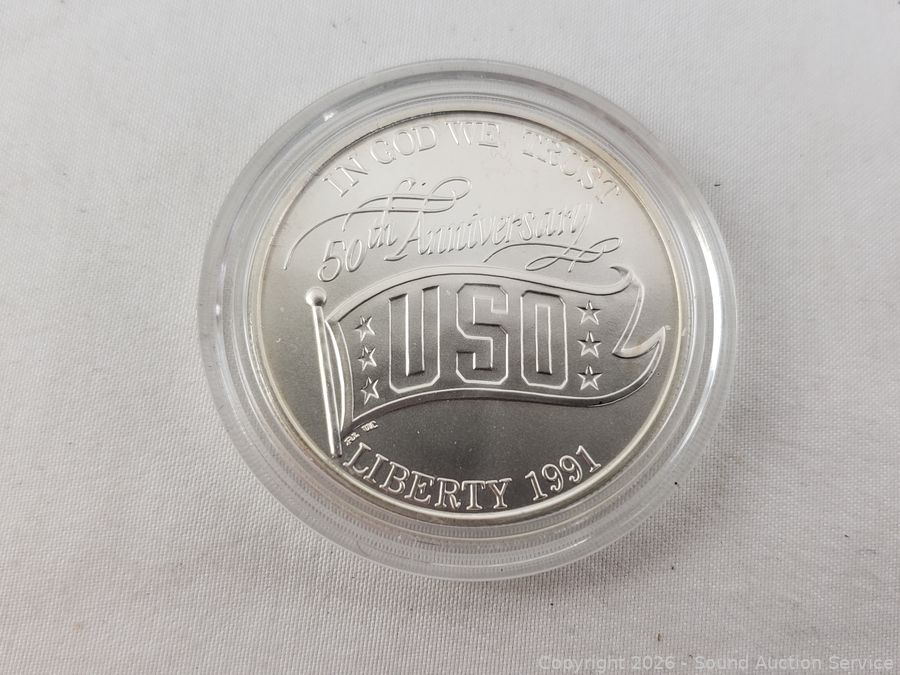 IN GOD WE TRUST
50th Anniversary
USO
LIBERTY 1991
Copyright 2026 - Sound Auction Service